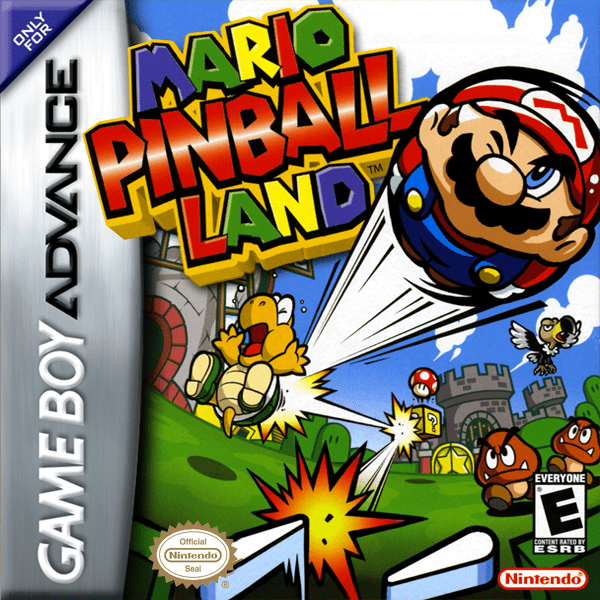 ONLY
FOR
GAME BOY ADVANCE
MARIO
PINBALL
LAND
TM
M
?
EVERYONE
E
®
CONTENT RATED BY
ESRB
Official
Nintendo
Seal
®
Nintendo